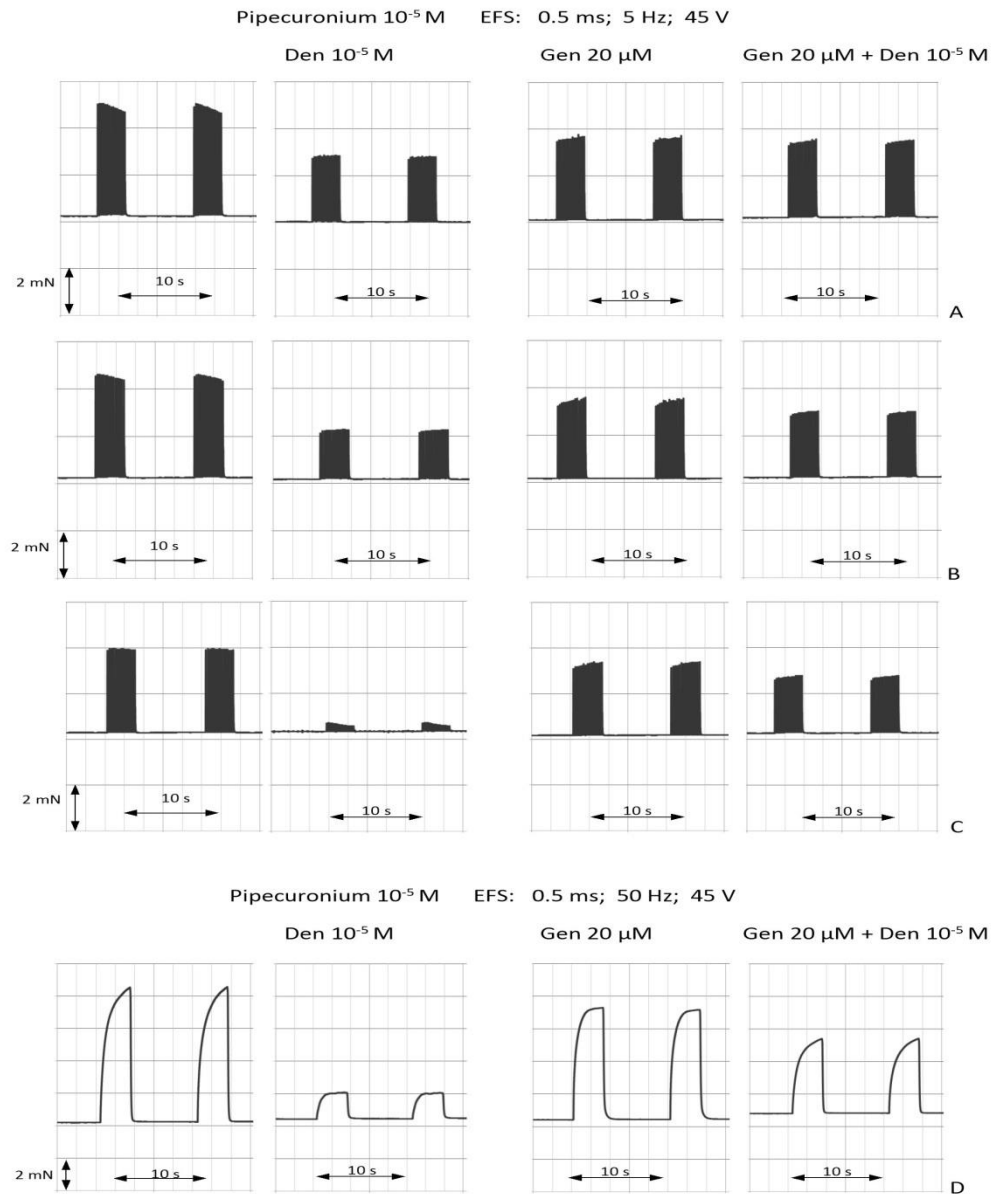 Pipecuronium 10⁻⁵ M EFS: 0.5 ms; 5 Hz; 45 V
Den 10⁻⁵ M Gen 20 µM Gen 20 µM + Den 10⁻⁵ M
2 mN 10 s 10 s 10 s 10 s A
2 mN 10 s 10 s 10 s 10 s B
2 mN 10 s 10 s 10 s 10 s C
Pipecuronium 10⁻⁵ M EFS: 0.5 ms; 50 Hz; 45 V
Den 10⁻⁵ M Gen 20 µM Gen 20 µM + Den 10⁻⁵ M
2 mN 10 s 10 s 10 s 10 s D